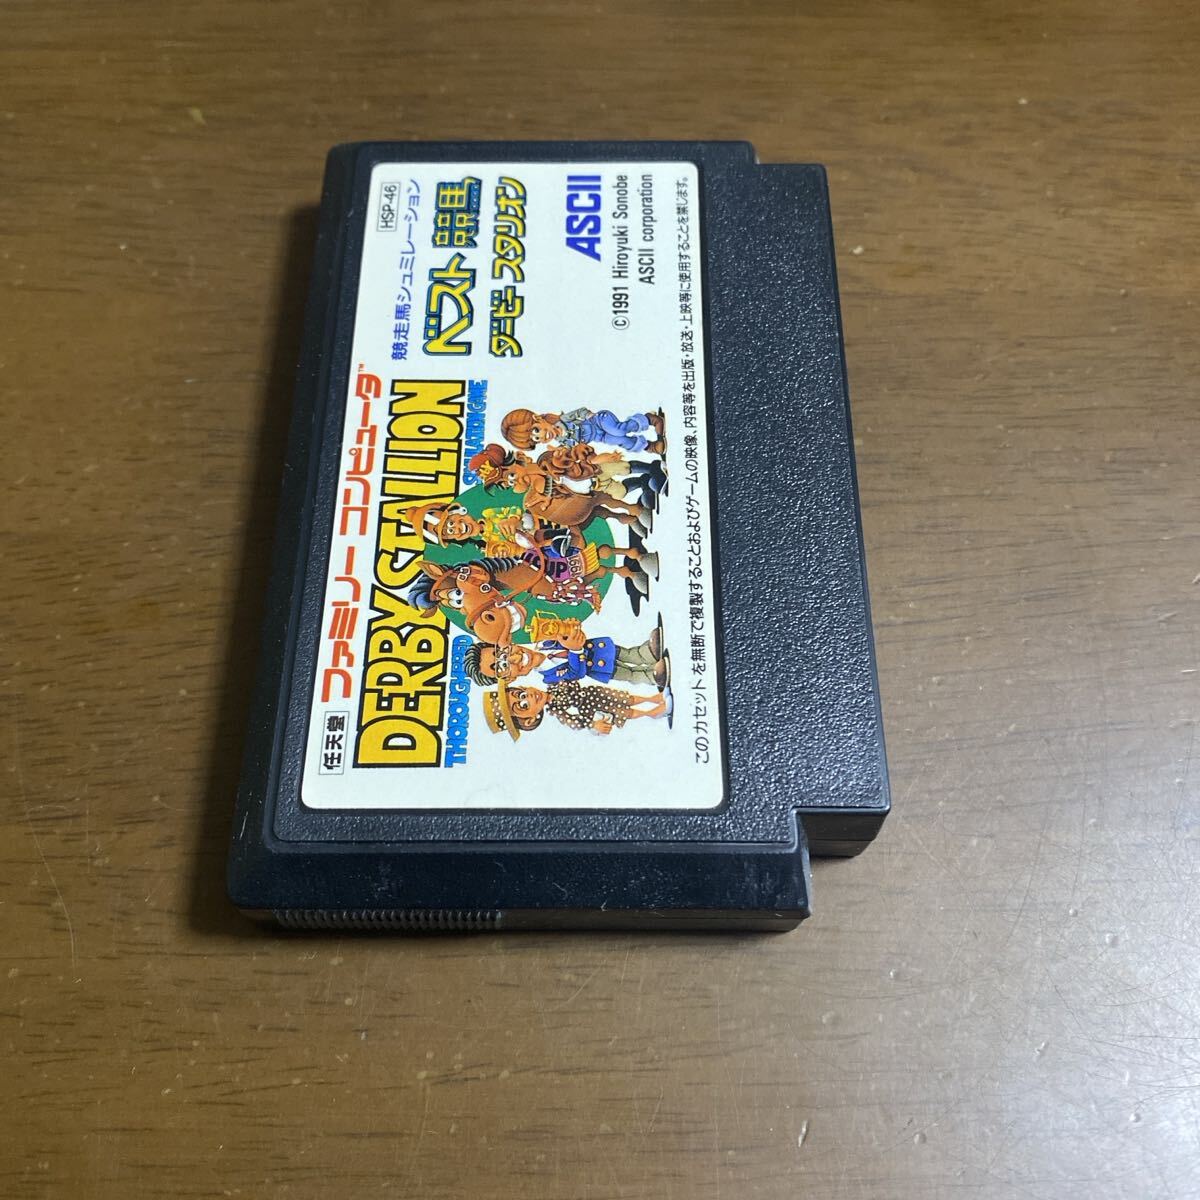 任天堂 ファミリー コンピュータ™
HSP-46
DERBY STALLION
THOROUGHBRED SIMULATION GAME
競走馬シュミレーション
ベスト競馬
ダービースタリオン
CUP
ASCII
©1991 Hiroyuki Sonobe
ASCII corporation
このカセットを無断で複製することおよびゲームの映像、内容等を出版・放送・上映等に使用することを禁じます。